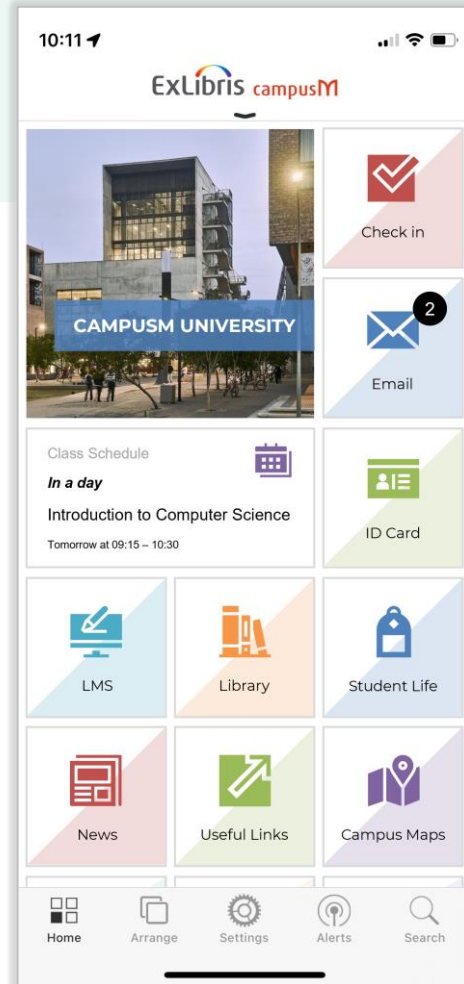 10:11
ExLibris campusM
CAMPUSM UNIVERSITY
Check in
2
Email
Class Schedule
In a day
Introduction to Computer Science
Tomorrow at 09:15 – 10:30
ID Card
LMS
Library
Student Life
News
Useful Links
Campus Maps
Home
Arrange
Settings
Alerts
Search